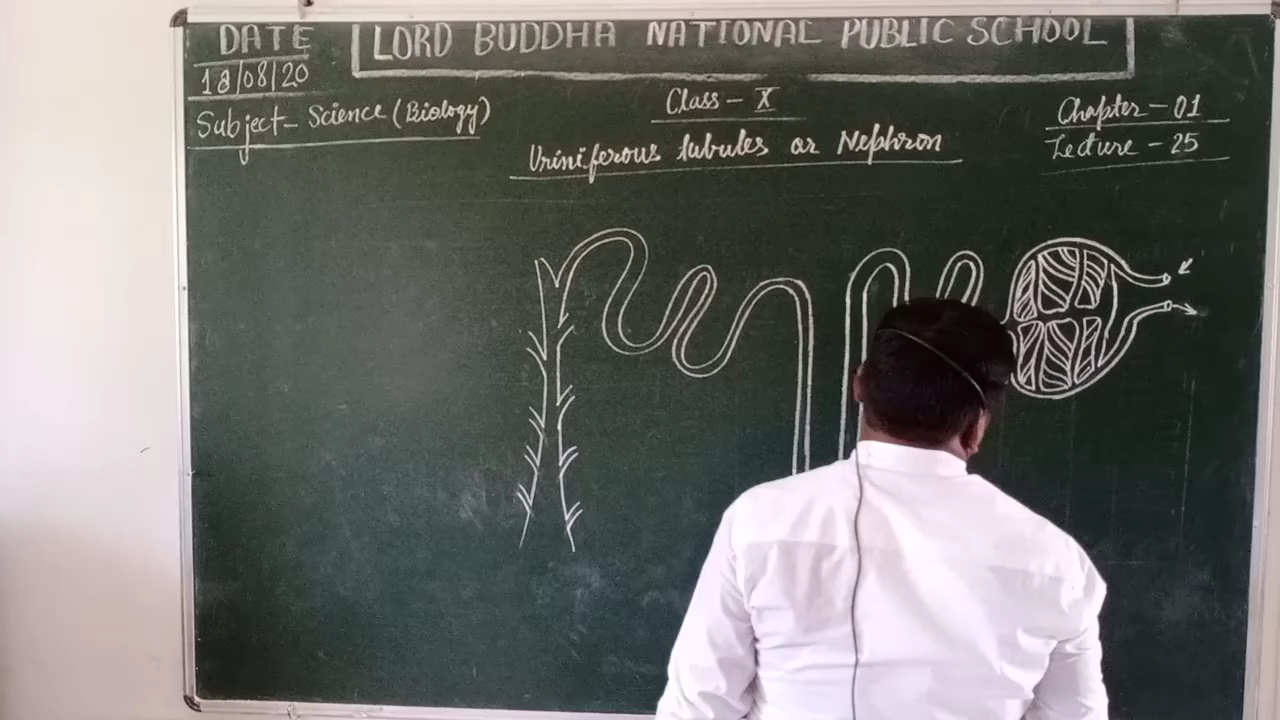 DATE
LORD BUDDHA NATIONAL PUBLIC SCHOOL
18/08/20
Subject - Science (Biology)
Class - X
Chapter - 01
Lecture - 25
Uriniferous tubules or Nephron